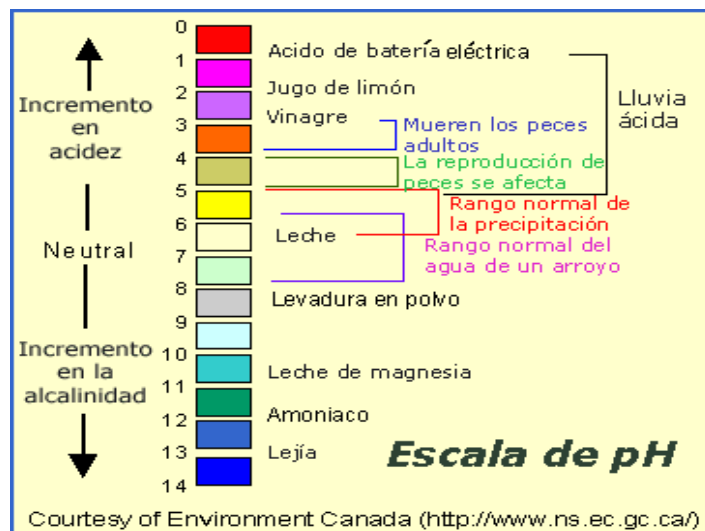 0
Acido de batería eléctrica
1
Jugo de limón
2
Vinagre
3
Mueren los peces
adultos
4
La reproducción de
peces se afecta
5
Rango normal de
la precipitación
6
Leche
Rango normal del
agua de un arroyo
7
8
Levadura en polvo
9
10
Leche de magnesia
11
Amoniaco
12
13
Lejía
14
Incremento
en
acidez
Neutral
Incremento
en la
alcalinidad
Lluvia
ácida
Escala de pH
Courtesy of Environment Canada (http://www.ns.ec.gc.ca/)